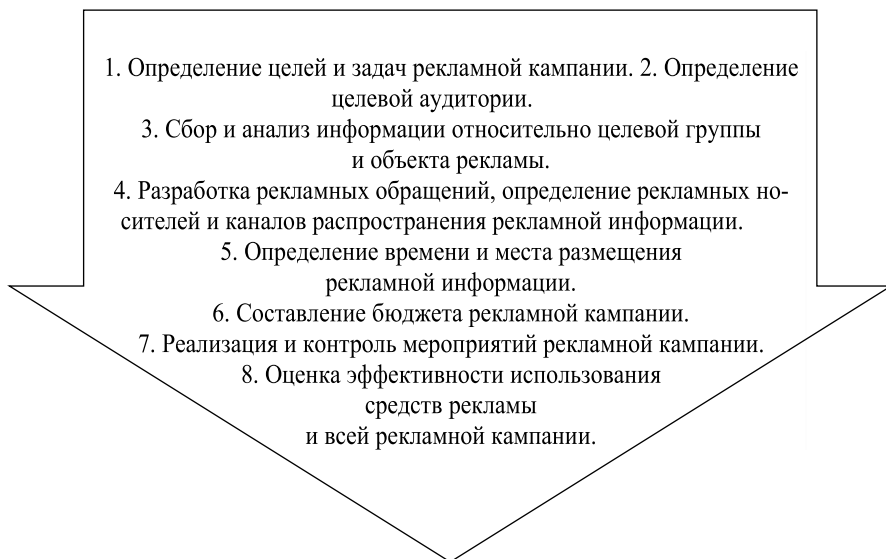 1. Определение целей и задач рекламной кампании. 2. Определение
целевой аудитории.
3. Сбор и анализ информации относительно целевой группы
и объекта рекламы.
4. Разработка рекламных обращений, определение рекламных но-
сителей и каналов распространения рекламной информации.
5. Определение времени и места размещения
рекламной информации.
6. Составление бюджета рекламной кампании.
7. Реализация и контроль мероприятий рекламной кампании.
8. Оценка эффективности использования
средств рекламы
и всей рекламной кампании.